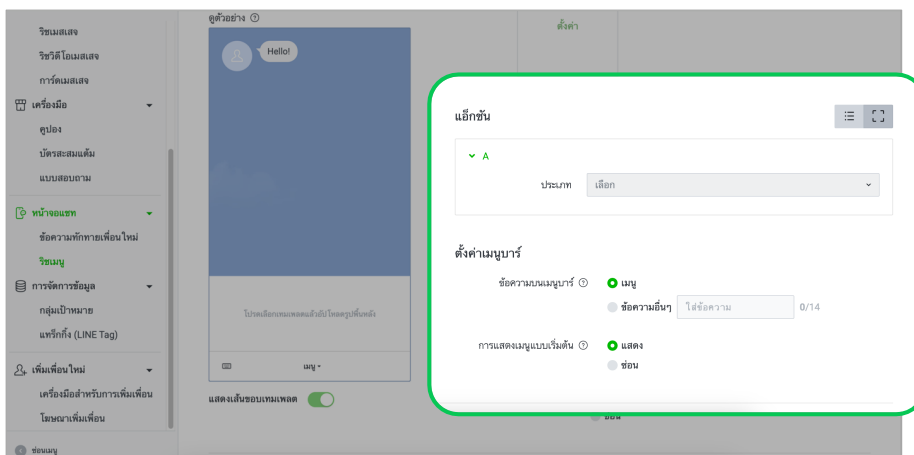 ริชเมสเสจ
ริชวิดีโอเมสเสจ
การ์ดเมสเสจ
เครื่องมือ
คูปอง
บัตรสะสมแต้ม
แบบสอบถาม
หน้าจอแชท
ข้อความทักทายเพื่อนใหม่
ริชเมนู
การจัดการข้อมูล
กลุ่มเป้าหมาย
แทร็กกิ้ง (LINE Tag)
เพิ่มเพื่อนใหม่
เครื่องมือสำหรับการเพิ่มเพื่อน
โฆษณาเพิ่มเพื่อน
ซ่อนเมนู
ดูตัวอย่าง
Hello!
โปรดเลือกเทมเพลตแล้วอัปโหลดรูปพื้นหลัง
เมนู
แสดงเส้นขอบเทมเพลต
ตั้งค่า
แอ็กชัน
A
ประเภท เลือก
ตั้งค่าเมนูบาร์
ข้อความบนเมนูบาร์ เมนู
ข้อความอื่นๆ ใส่ข้อความ 0/14
การแสดงเมนูแบบเริ่มต้น แสดง
ซ่อน
ซ่อน